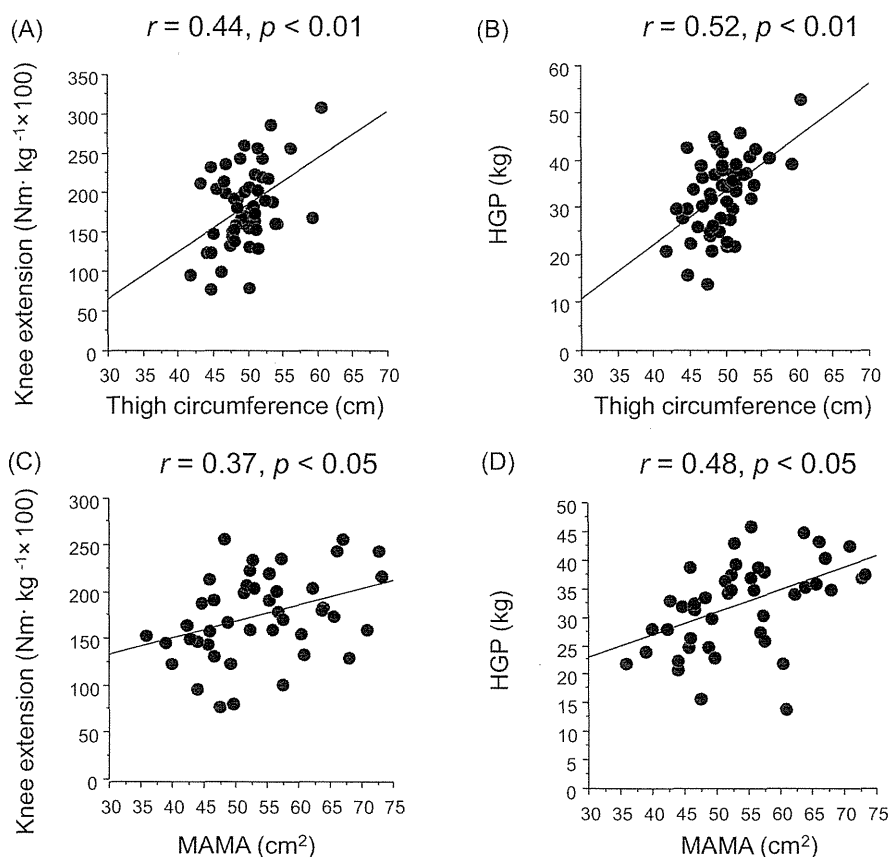 (A) r = 0.44, p < 0.01
Knee extension (Nm· kg ⁻¹×100)
350
300
250
200
150
100
50
0
30 35 40 45 50 55 60 65 70
Thigh circumference (cm)
(B) r = 0.52, p < 0.01
HGP (kg)
60
50
40
30
20
10
0
30 35 40 45 50 55 60 65 70
Thigh circumference (cm)
(C) r = 0.37, p < 0.05
Knee extension (Nm· kg ⁻¹× 100)
300
250
200
150
100
50
0
30 35 40 45 50 55 60 65 70 75
MAMA (cm²)
(D) r = 0.48, p < 0.05
HGP (kg)
50
45
40
35
30
25
20
15
10
5
0
30 35 40 45 50 55 60 65 70 75
MAMA (cm²)